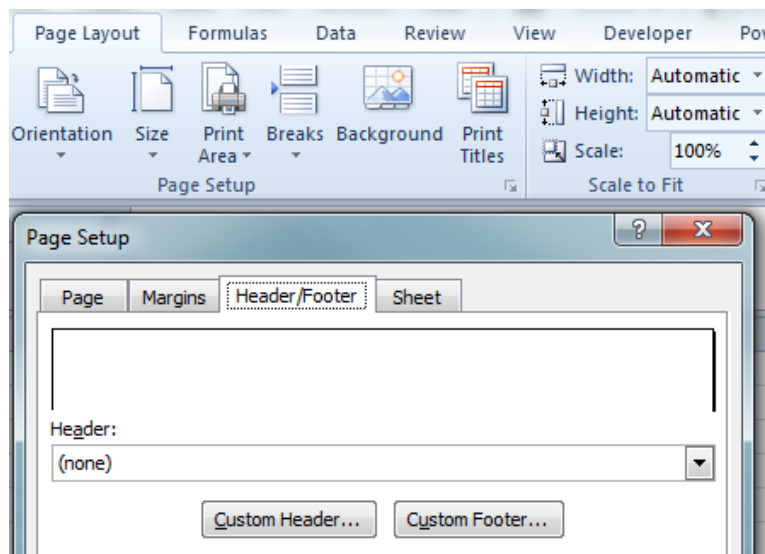 Page Layout Formulas Data Review View Developer
Width: Automatic
Height: Automatic
Scale: 100%
Orientation Size Print Area Breaks Background Print Titles
Page Setup Scale to Fit
Page Setup ? X
Page Margins Header/Footer Sheet
Header:
(none)
Custom Header... Custom Footer...